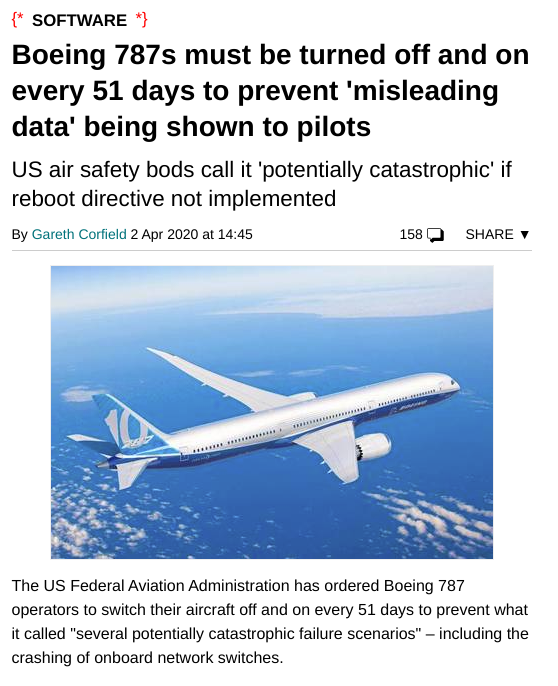 {* SOFTWARE *}
Boeing 787s must be turned off and on
every 51 days to prevent 'misleading
data' being shown to pilots
US air safety bods call it 'potentially catastrophic' if
reboot directive not implemented
By Gareth Corfield 2 Apr 2020 at 14:45 158 SHARE ▼
10
BOEING
The US Federal Aviation Administration has ordered Boeing 787
operators to switch their aircraft off and on every 51 days to prevent what
it called "several potentially catastrophic failure scenarios" – including the
crashing of onboard network switches.